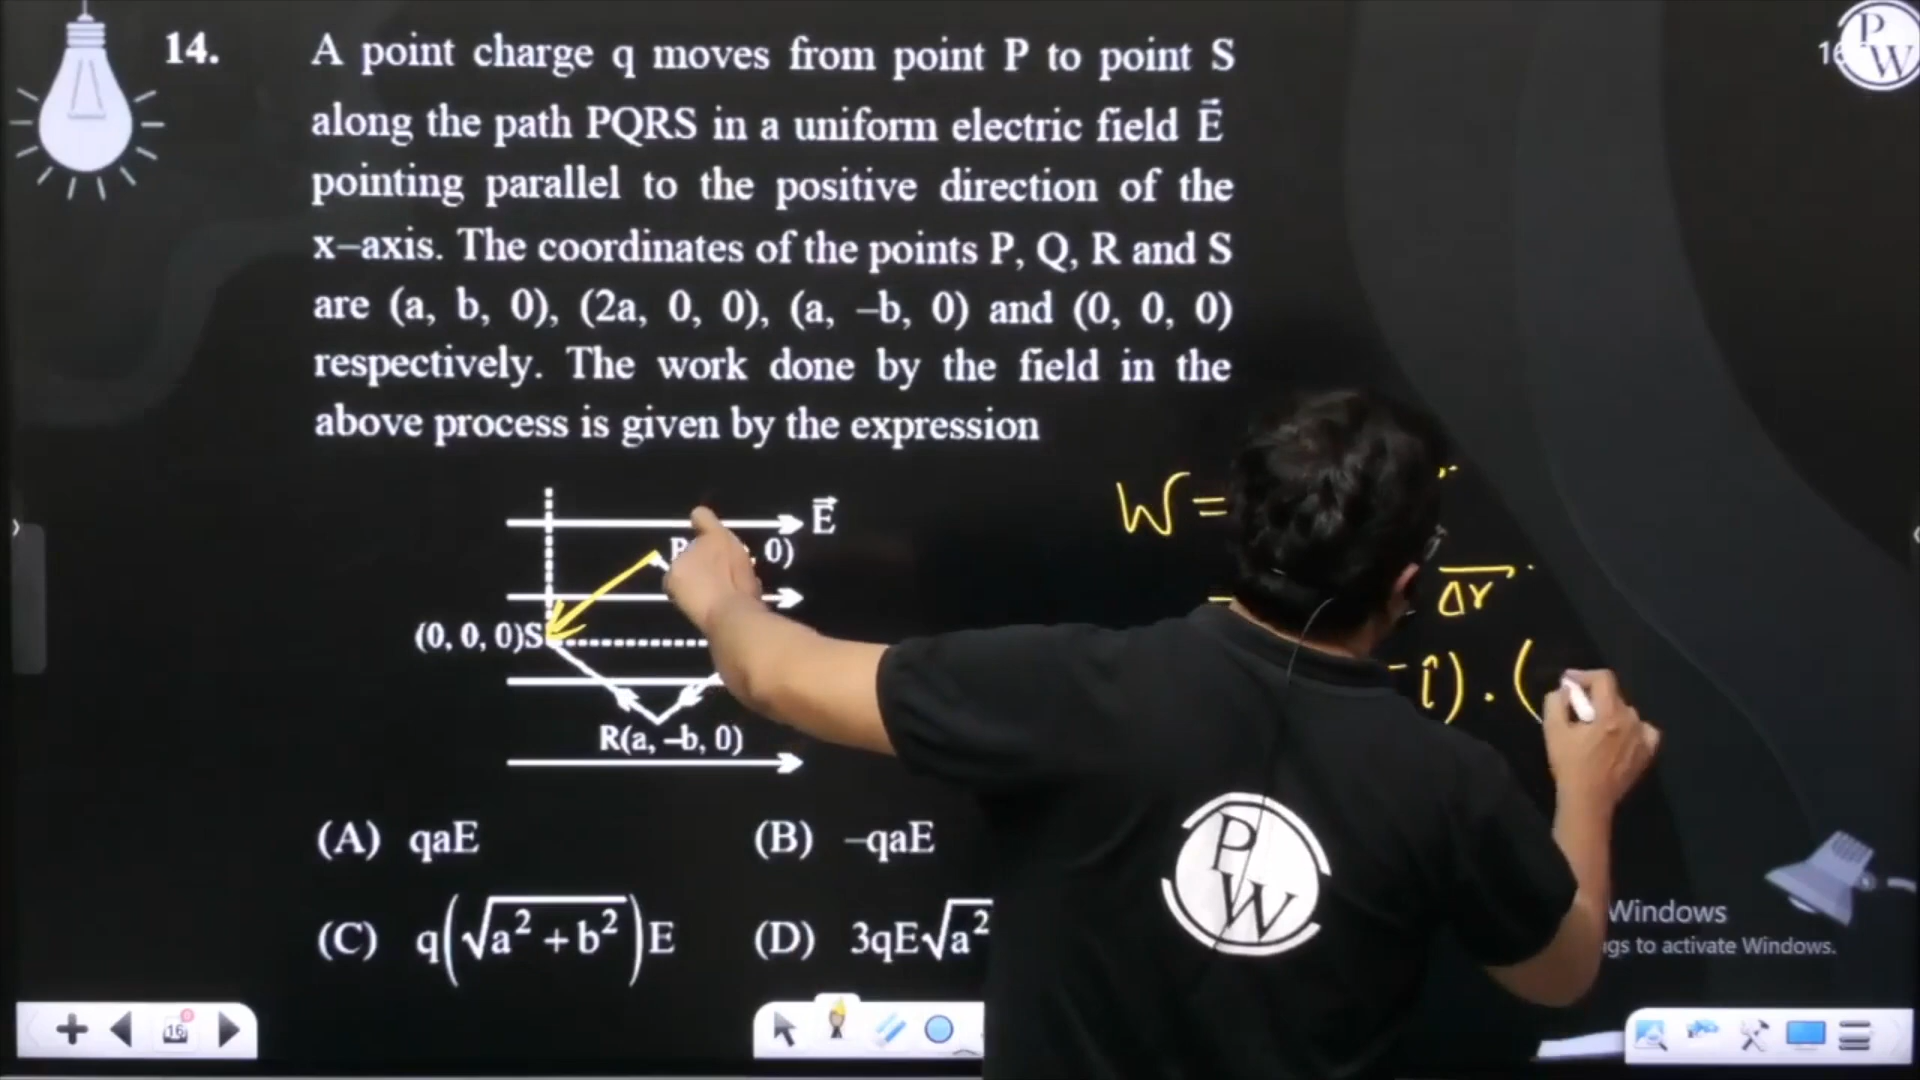 14.
A point charge q moves from point P to point S
along the path PQRS in a uniform electric field E⃗
pointing parallel to the positive direction of the
x–axis. The coordinates of the points P, Q, R and S
are (a, b, 0), (2a, 0, 0), (a, –b, 0) and (0, 0, 0)
respectively. The work done by the field in the
above process is given by the expression
E⃗
P , 0)
(0, 0, 0)S
R(a, –b, 0)
W =
Δr
î) . (
(A) qaE (B) –qaE
(C) q(√a² + b²)E (D) 3qE√a²
P
W
P
W
Windows
gs to activate Windows.
16